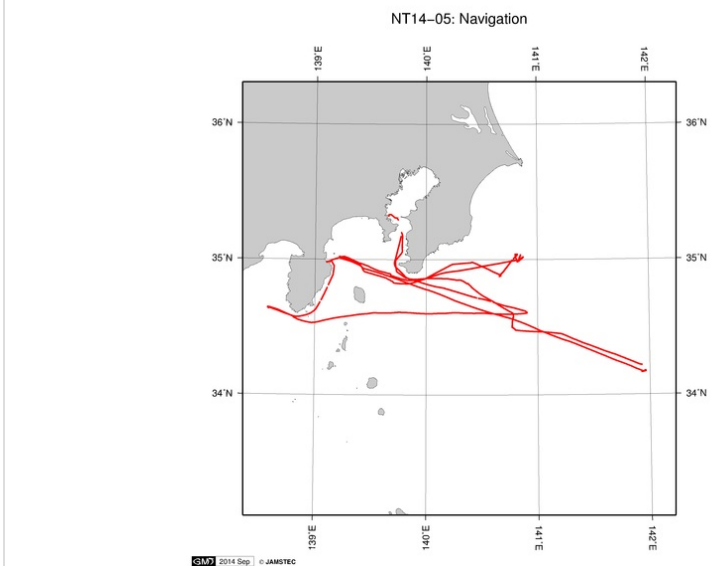 NT14−05: Navigation
139°E 140°E 141°E 142°E
36°N 36°N
35°N 35°N
34°N 34°N
139°E 140°E 141°E 142°E
GMD 2014 Sep © JAMSTEC